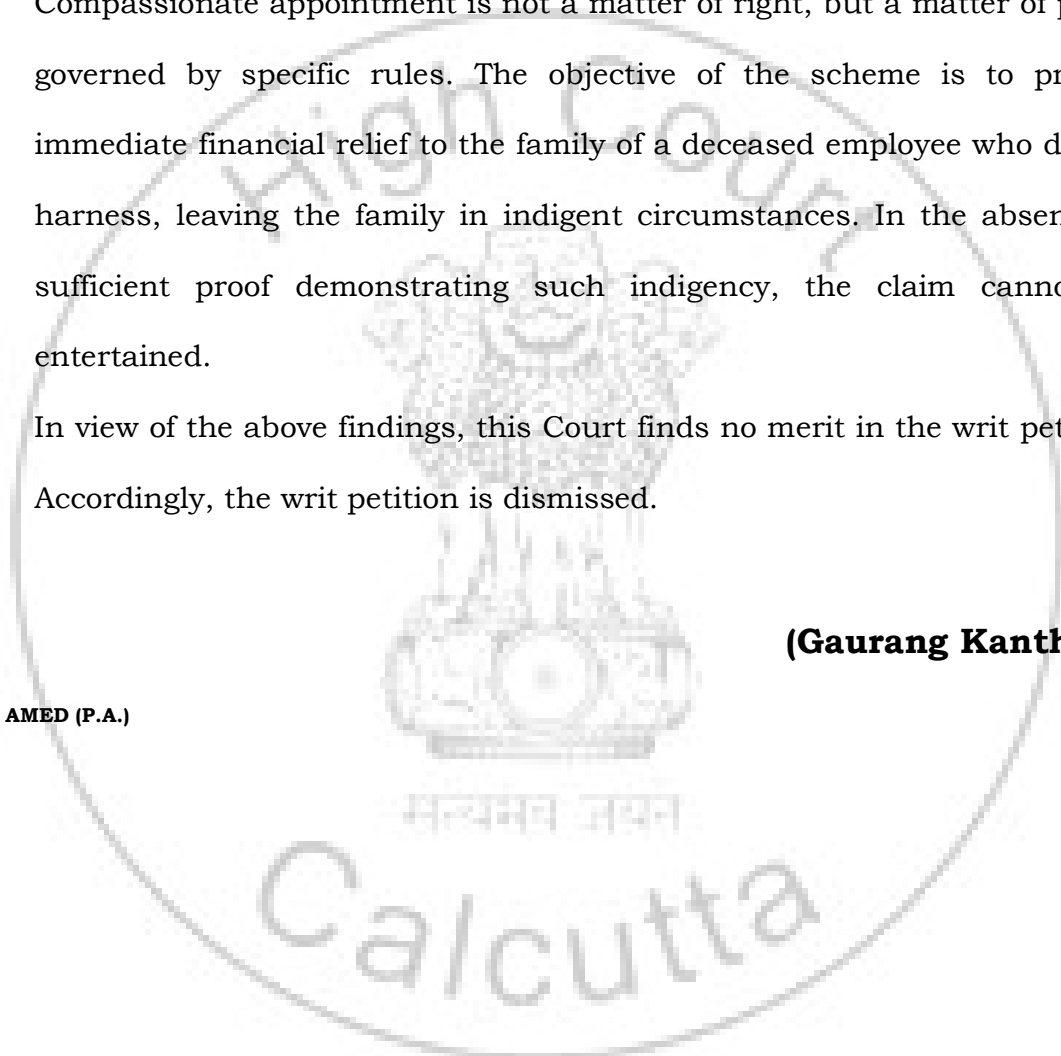 Compassionate appointment is not a matter of right, but a matter of p
governed by specific rules. The objective of the scheme is to pr
immediate financial relief to the family of a deceased employee who d
harness, leaving the family in indigent circumstances. In the absen
sufficient proof demonstrating such indigency, the claim canno
entertained.
In view of the above findings, this Court finds no merit in the writ pet
Accordingly, the writ petition is dismissed.
(Gaurang Kanth
AMED (P.A.)
High Court
सत्यमेव जयते
Calcutta